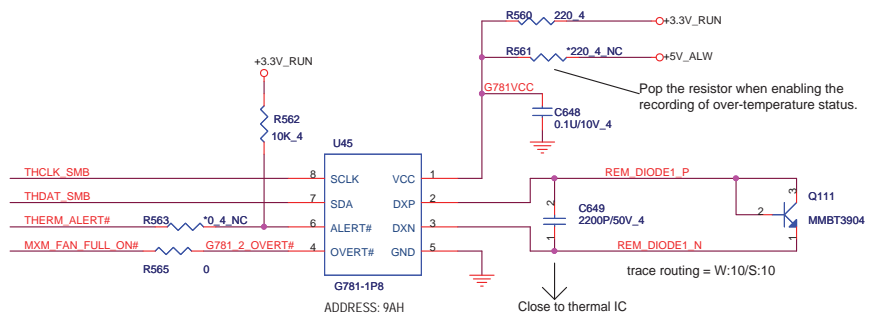 R560 220_4
+3.3V_RUN
R561 *220_4_NC
+5V_ALW
+3.3V_RUN
Pop the resistor when enabling the
recording of over-temperature status.
G781VCC
C648
0.1U/10V_4
R562
10K_4
U45
THCLK_SMB 8 SCLK VCC 1 REM_DIODE1_P
THDAT_SMB 7 SDA DXP 2
THERM_ALERT# R563 *0_4_NC 6 ALERT# DXN 3
MXM_FAN_FULL_ON# G781_2_OVERT# 4 OVERT# GND 5
R565 0
G781-1P8
ADDRESS: 9AH
2
C649
2200P/50V_4
1
3
Q111
2
MMBT3904
1
REM_DIODE1_N
trace routing = W:10/S:10
Close to thermal IC